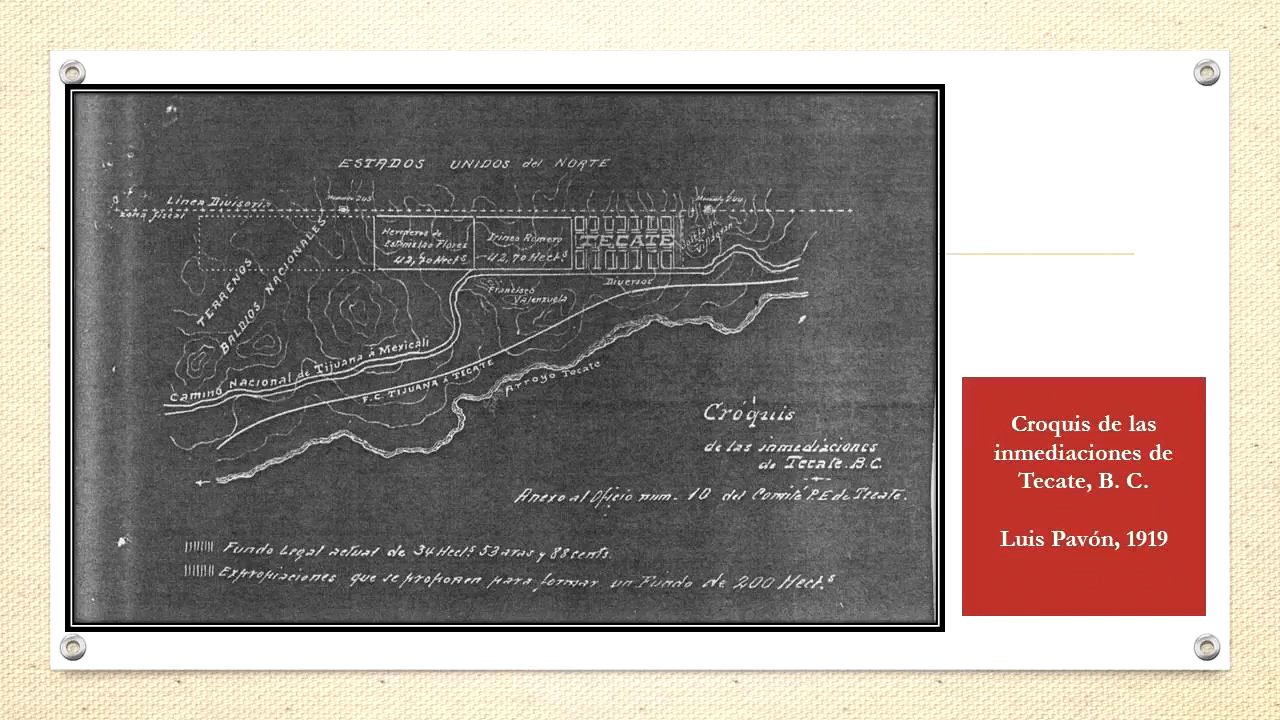 ESTADOS UNIDOS del NORTE
Linea Divisoria
Zona fiscal
TERRENOS
BALDIOS NACIONALES
Herederos de
Estanislao Flores
42,70 Hect.s
Irineo Romero
42,70 Hect.s
TECATE
Francisco
Valenzuela
Diversos
Camino Nacional de Tijuana á Mexicali
F.C. TIJUANA á TECATE
Arroyo Tecate
Cróquis
de las inmediaciones
de Tecate. B.C.
Anexo al Oficio num. 10 del Comité P.E de Tecate.
Fundo Legal actual de 34 Hect.s 53 aras y 88 cents.
Expropiaciones que se proponen para formar un Fundo de 200 Hect.s
Croquis de las
inmediaciones de
Tecate, B. C.
Luis Pavón, 1919